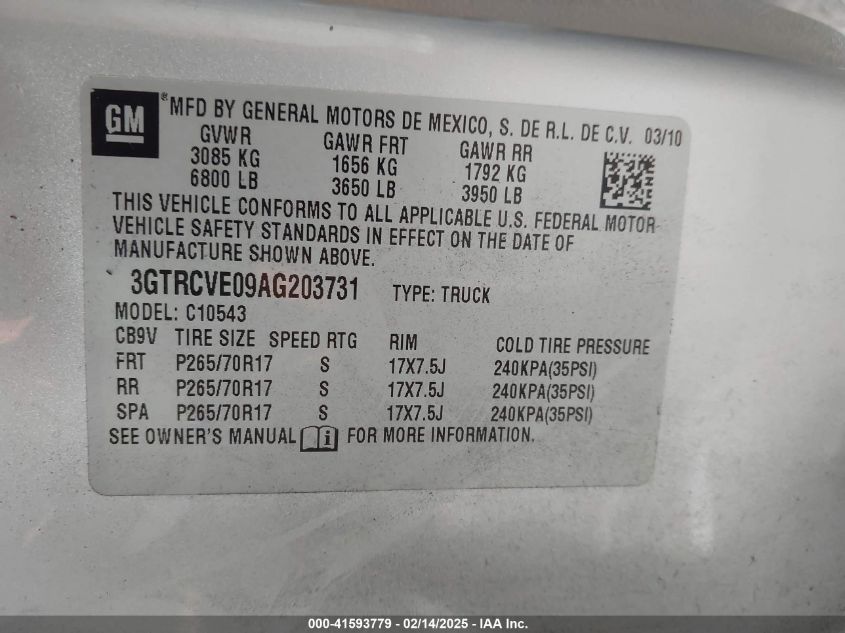 GM ® MFD BY GENERAL MOTORS DE MEXICO, S. DE R.L. DE C.V. 03/10
GVWR GAWR FRT GAWR RR
3085 KG 1656 KG 1792 KG
6800 LB 3650 LB 3950 LB
THIS VEHICLE CONFORMS TO ALL APPLICABLE U.S. FEDERAL MOTOR
VEHICLE SAFETY STANDARDS IN EFFECT ON THE DATE OF
MANUFACTURE SHOWN ABOVE.
3GTRCVE09AG203731 TYPE: TRUCK
MODEL: C10543
CB9V TIRE SIZE SPEED RTG RIM COLD TIRE PRESSURE
FRT P265/70R17 S 17X7.5J 240KPA(35PSI)
RR P265/70R17 S 17X7.5J 240KPA(35PSI)
SPA P265/70R17 S 17X7.5J 240KPA(35PSI)
SEE OWNER'S MANUAL i FOR MORE INFORMATION.
000-41593779 - 02/14/2025 - IAA Inc.